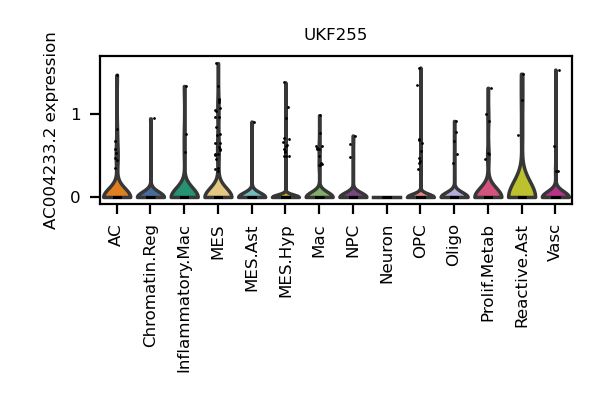 UKF255
AC004233.2 expression
1
0
AC
Chromatin.Reg
Inflammatory.Mac
MES
MES.Ast
MES.Hyp
Mac
NPC
Neuron
OPC
Oligo
Prolif.Metab
Reactive.Ast
Vasc